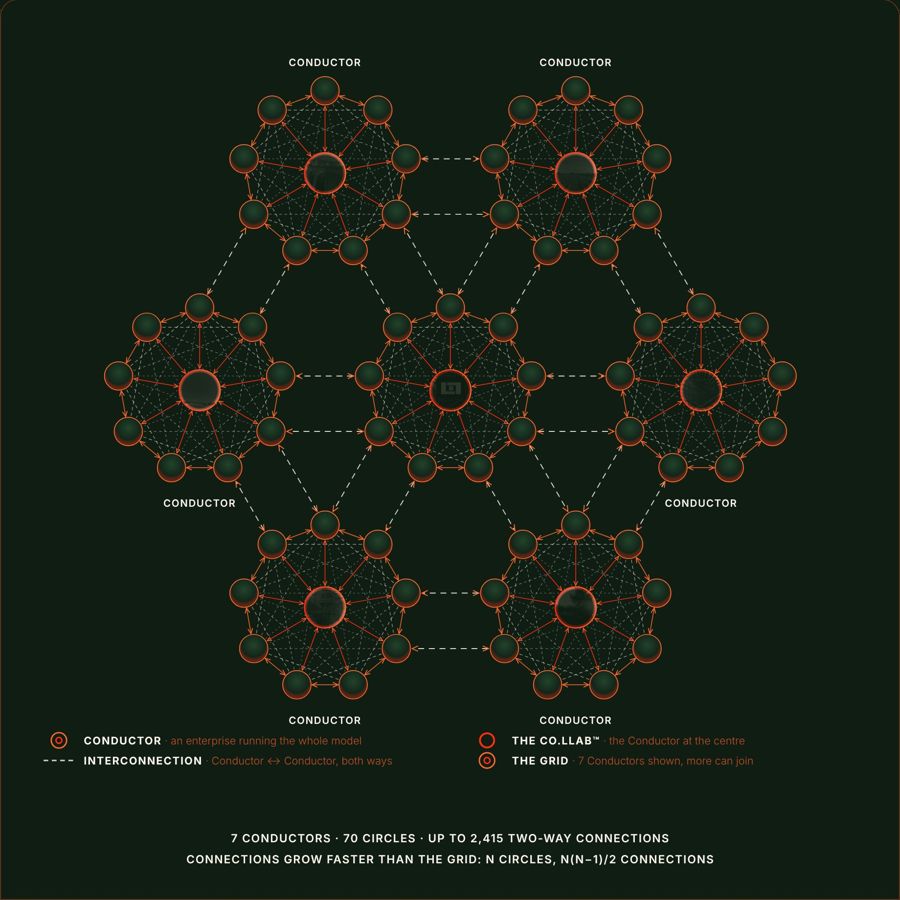 CONDUCTOR CONDUCTOR
CONDUCTOR CONDUCTOR
CONDUCTOR CONDUCTOR
CONDUCTOR · an enterprise running the whole model
THE CO.LLAB™ · the Conductor at the centre
INTERCONNECTION · Conductor ↔ Conductor, both ways
THE GRID · 7 Conductors shown, more can join
7 CONDUCTORS · 70 CIRCLES · UP TO 2,415 TWO-WAY CONNECTIONS
CONNECTIONS GROW FASTER THAN THE GRID: N CIRCLES, N(N−1)/2 CONNECTIONS